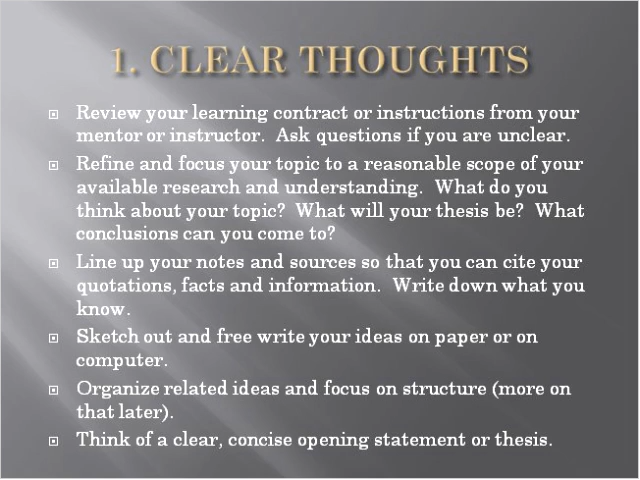 1. CLEAR THOUGHTS
Review your learning contract or instructions from your
mentor or instructor.  Ask questions if you are unclear.
Refine and focus your topic to a reasonable scope of your
available research and understanding.  What do you
think about your topic?  What will your thesis be?  What
conclusions can you come to?
Line up your notes and sources so that you can cite your
quotations, facts and information.  Write down what you
know.
Sketch out and free write your ideas on paper or on
computer.
Organize related ideas and focus on structure (more on
that later).
Think of a clear, concise opening statement or thesis.